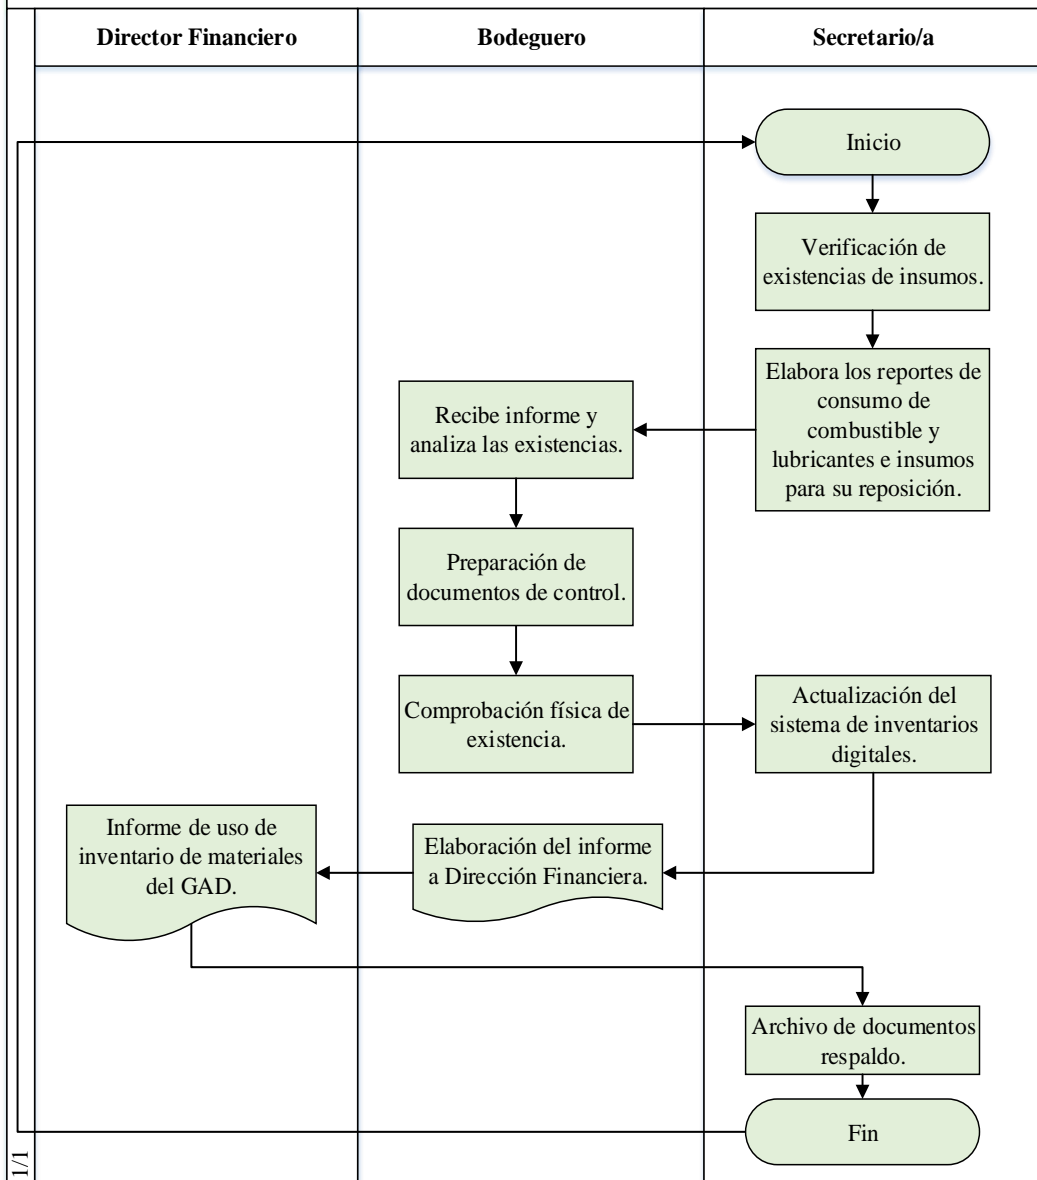 Director Financiero
Bodeguero
Secretario/a
Inicio
Verificación de
existencias de insumos.
Elabora los reportes de
consumo de
combustible y
lubricantes e insumos
para su reposición.
Recibe informe y
analiza las existencias.
Preparación de
documentos de control.
Comprobación física de
existencia.
Actualización del
sistema de inventarios
digitales.
Elaboración del informe
a Dirección Financiera.
Informe de uso de
inventario de materiales
del GAD.
Archivo de documentos
respaldo.
Fin
1/1